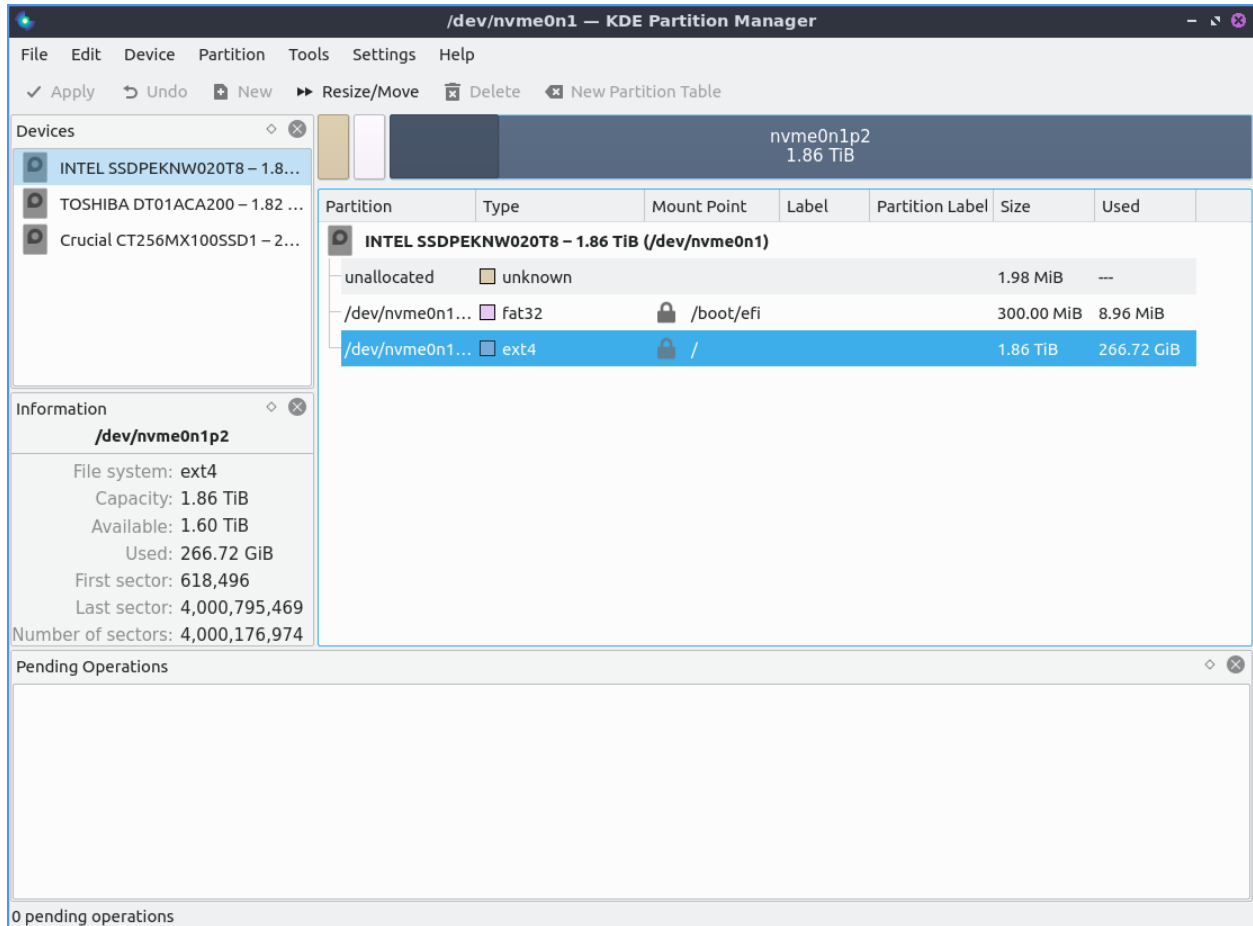 /dev/nvme0n1 — KDE Partition Manager
File Edit Device Partition Tools Settings Help
Apply Undo New Resize/Move Delete New Partition Table
Devices
INTEL SSDPEKNW020T8 – 1.8...
TOSHIBA DT01ACA200 – 1.82 ...
Crucial CT256MX100SSD1 – 2...
nvme0n1p2
1.86 TiB
Partition Type Mount Point Label Partition Label Size Used
INTEL SSDPEKNW020T8 – 1.86 TiB (/dev/nvme0n1)
unallocated unknown 1.98 MiB ---
/dev/nvme0n1... fat32 /boot/efi 300.00 MiB 8.96 MiB
/dev/nvme0n1... ext4 / 1.86 TiB 266.72 GiB
Information
/dev/nvme0n1p2
File system: ext4
Capacity: 1.86 TiB
Available: 1.60 TiB
Used: 266.72 GiB
First sector: 618,496
Last sector: 4,000,795,469
Number of sectors: 4,000,176,974
Pending Operations
0 pending operations